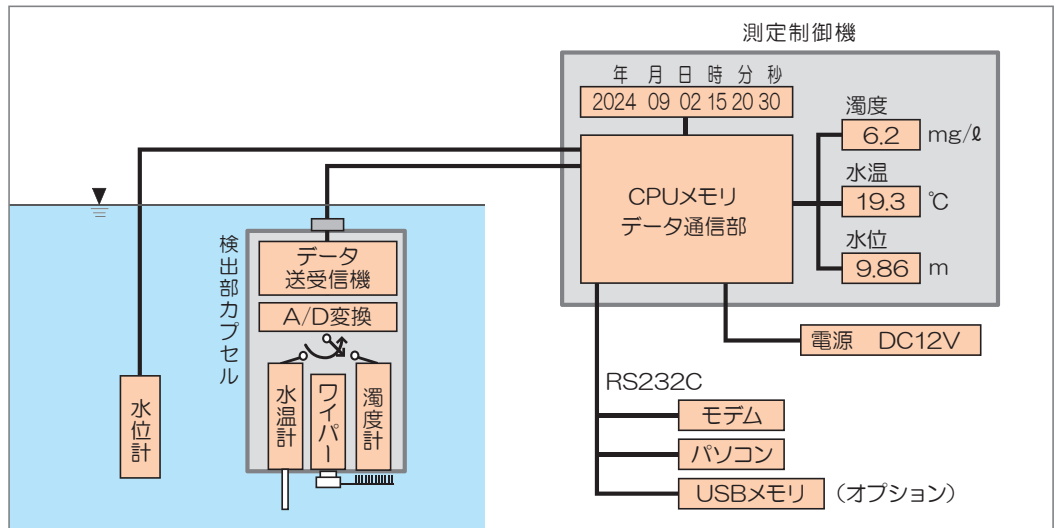 測定制御機
年 月 日 時 分 秒
2024 09 02 15 20 30
濁度
6.2 mg/ℓ
CPUメモリ
データ通信部
水温
19.3 ℃
水位
9.86 m
検出部カプセル
データ
送受信機
A/D変換
水位計
水温計
ワイパー
濁度計
電源 DC12V
RS232C
モデム
パソコン
USBメモリ (オプション)